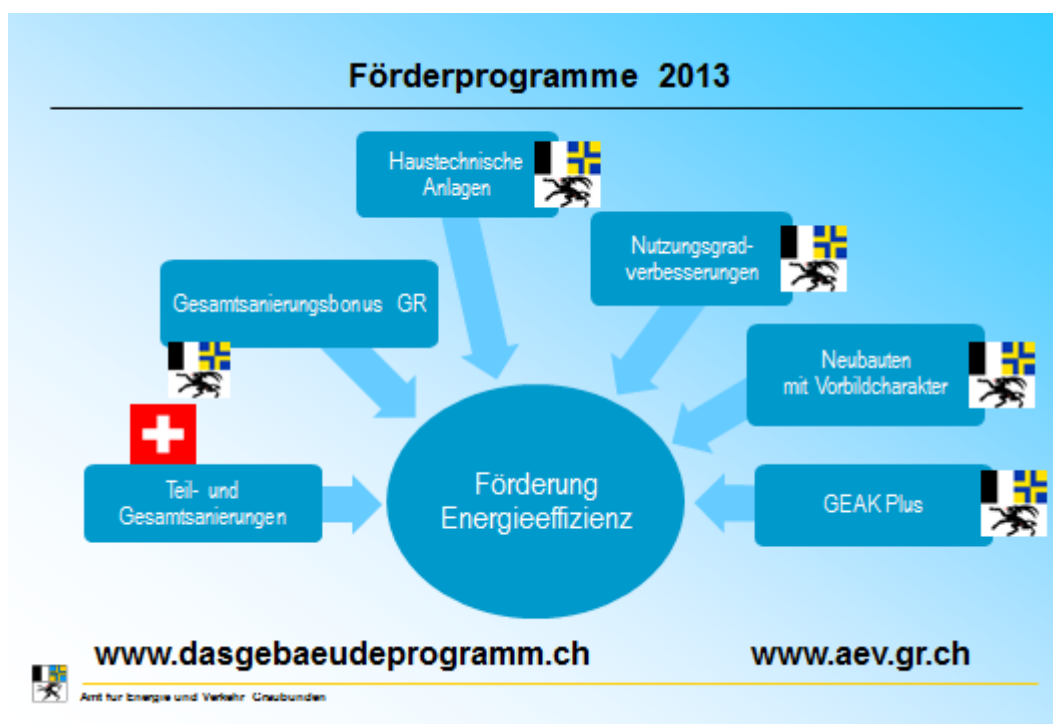 Förderprogramme 2013
Haustechnische
Anlagen
Nutzungsgrad-
verbesserungen
Gesamtsanierungsbonus GR
Neubauten
mit Vorbildcharakter
Teil- und
Gesamtsanierungen
Förderung
Energieeffizienz
GEAK Plus
www.dasgebaeudeprogramm.ch
www.aev.gr.ch
Amt für Energie und Verkehr Graubünden